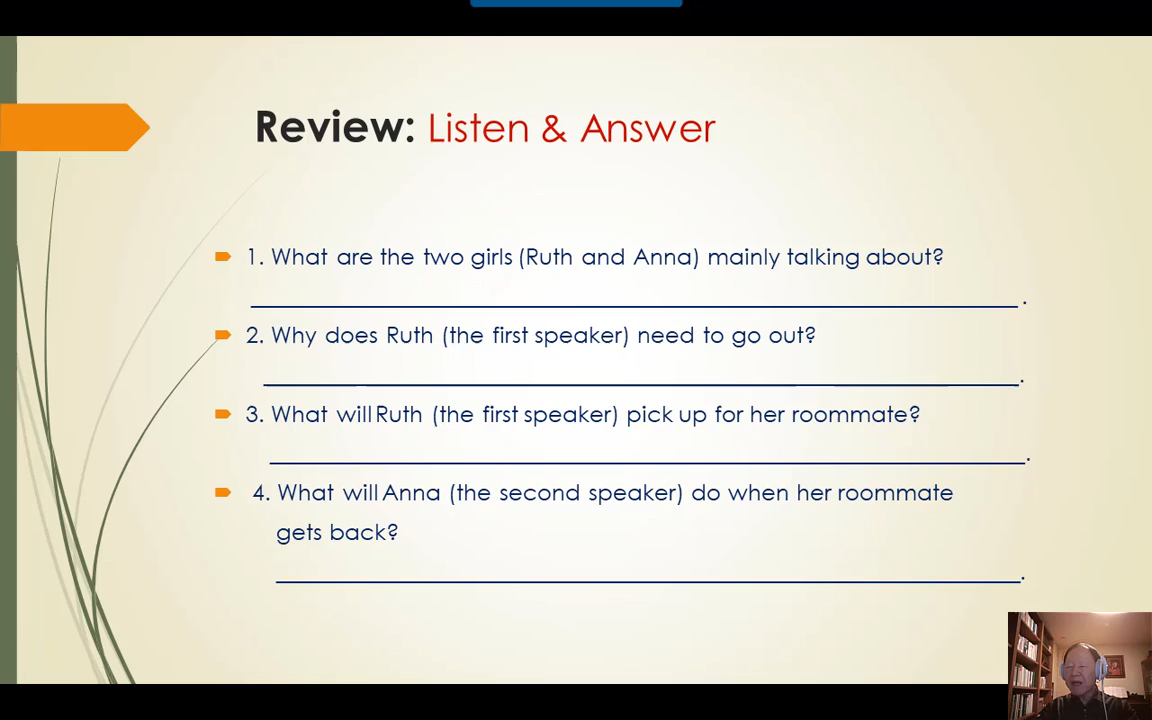 Review: Listen & Answer
1. What are the two girls (Ruth and Anna) mainly talking about?
.
2. Why does Ruth (the first speaker) need to go out?
.
3. What will Ruth (the first speaker) pick up for her roommate?
.
4. What will Anna (the second speaker) do when her roommate
gets back?
.